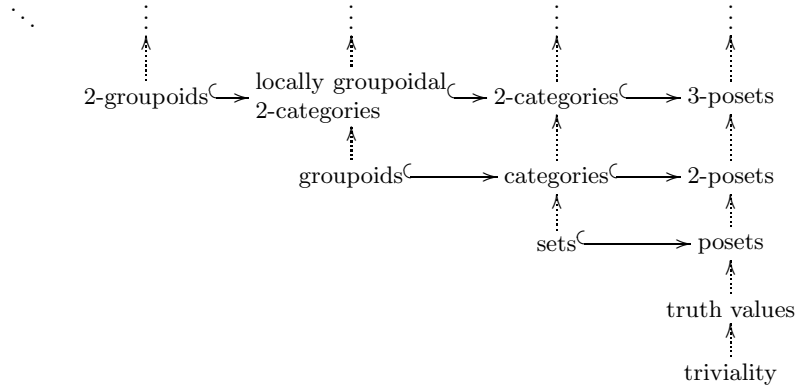 2-groupoids locally groupoidal 2-categories 2-categories 3-posets
groupoids categories 2-posets
sets posets
truth values
triviality